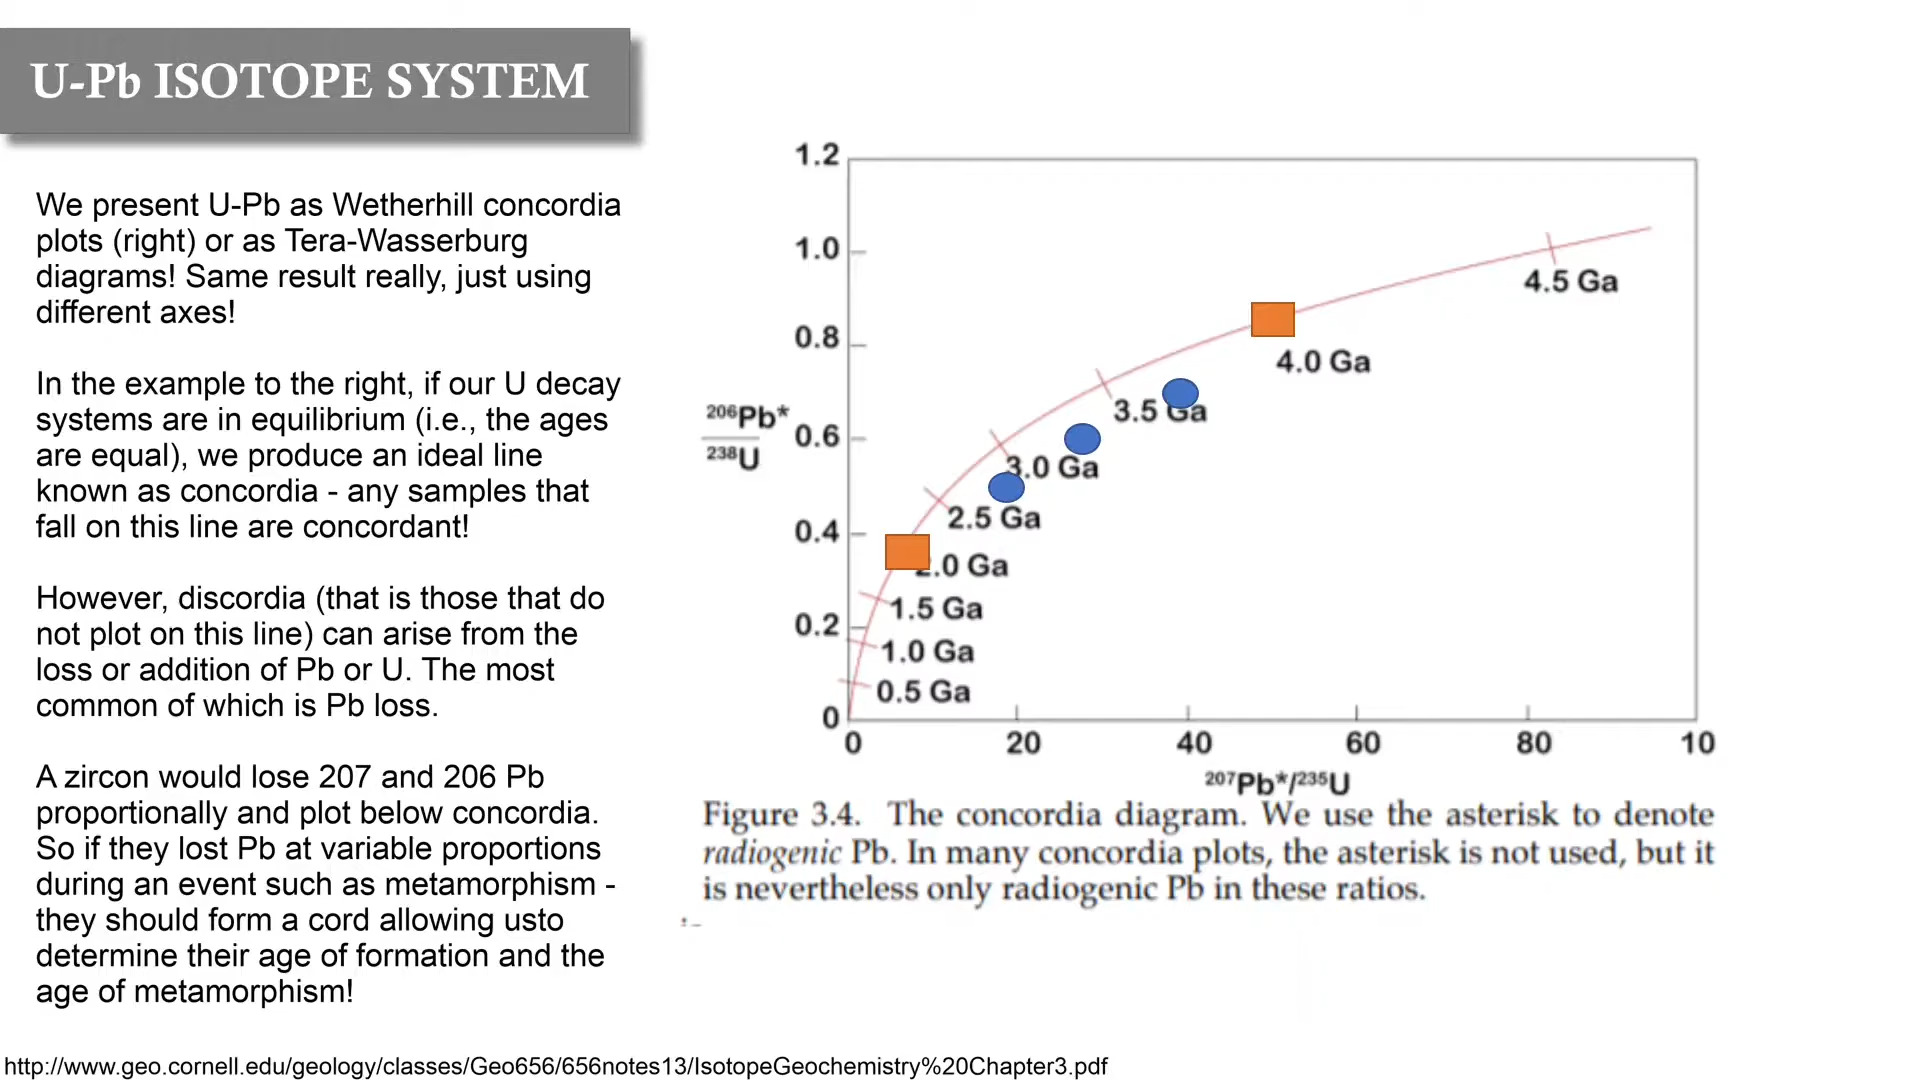 U-Pb ISOTOPE SYSTEM
We present U-Pb as Wetherhill concordia
plots (right) or as Tera-Wasserburg
diagrams! Same result really, just using
different axes!
In the example to the right, if our U decay
systems are in equilibrium (i.e., the ages
are equal), we produce an ideal line
known as concordia - any samples that
fall on this line are concordant!
However, discordia (that is those that do
not plot on this line) can arise from the
loss or addition of Pb or U. The most
common of which is Pb loss.
A zircon would lose 207 and 206 Pb
proportionally and plot below concordia.
So if they lost Pb at variable proportions
during an event such as metamorphism -
they should form a cord allowing usto
determine their age of formation and the
age of metamorphism!
1.2
1.0
0.8
0.6
0.4
0.2
0
²⁰⁶Pb*
²³⁸U
4.5 Ga
4.0 Ga
3.5 Ga
3.0 Ga
2.5 Ga
2.0 Ga
1.5 Ga
1.0 Ga
0.5 Ga
0 20 40 60 80 10
²⁰⁷Pb*/²³⁵U
Figure 3.4. The concordia diagram. We use the asterisk to denote
radiogenic Pb. In many concordia plots, the asterisk is not used, but it
is nevertheless only radiogenic Pb in these ratios.
http://www.geo.cornell.edu/geology/classes/Geo656/656notes13/IsotopeGeochemistry%20Chapter3.pdf